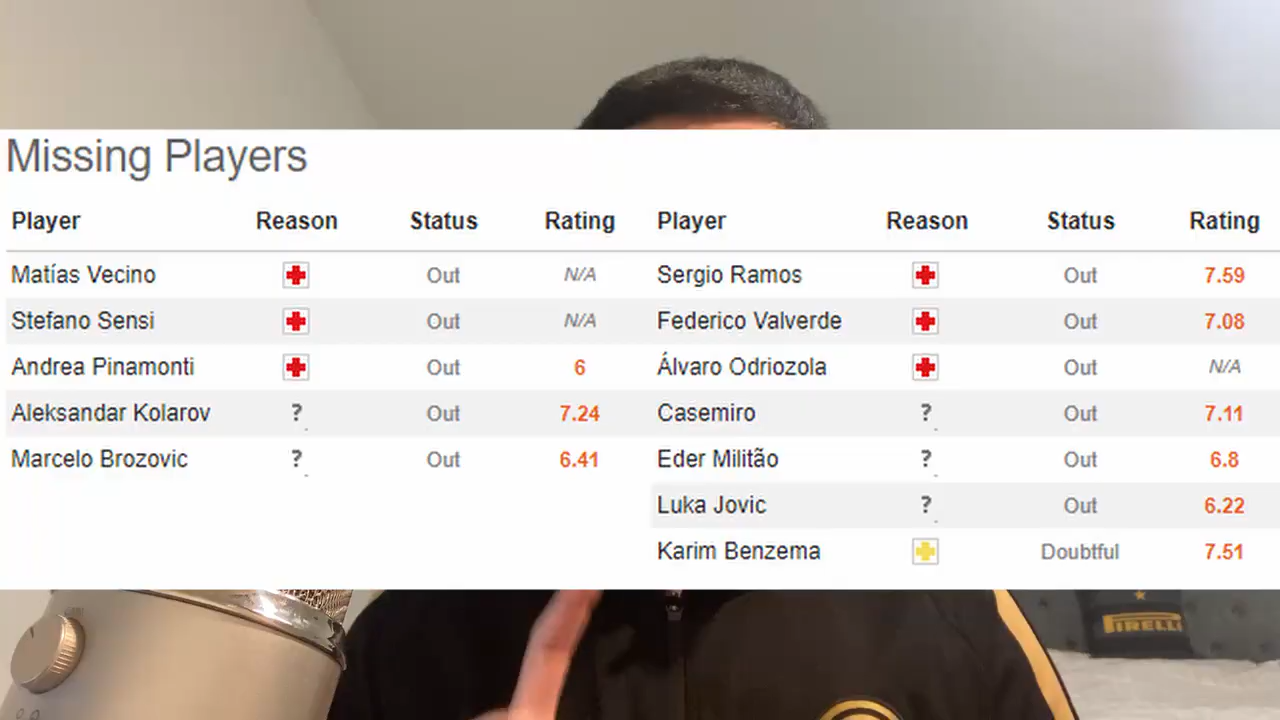 Missing Players
Player Reason Status Rating Player Reason Status Rating
Matías Vecino Out N/A Sergio Ramos Out 7.59
Stefano Sensi Out N/A Federico Valverde Out 7.08
Andrea Pinamonti Out 6 Álvaro Odriozola Out N/A
Aleksandar Kolarov ? Out 7.24 Casemiro ? Out 7.11
Marcelo Brozovic ? Out 6.41 Eder Militão ? Out 6.8
Luka Jovic ? Out 6.22
Karim Benzema Doubtful 7.51
PIRELLI